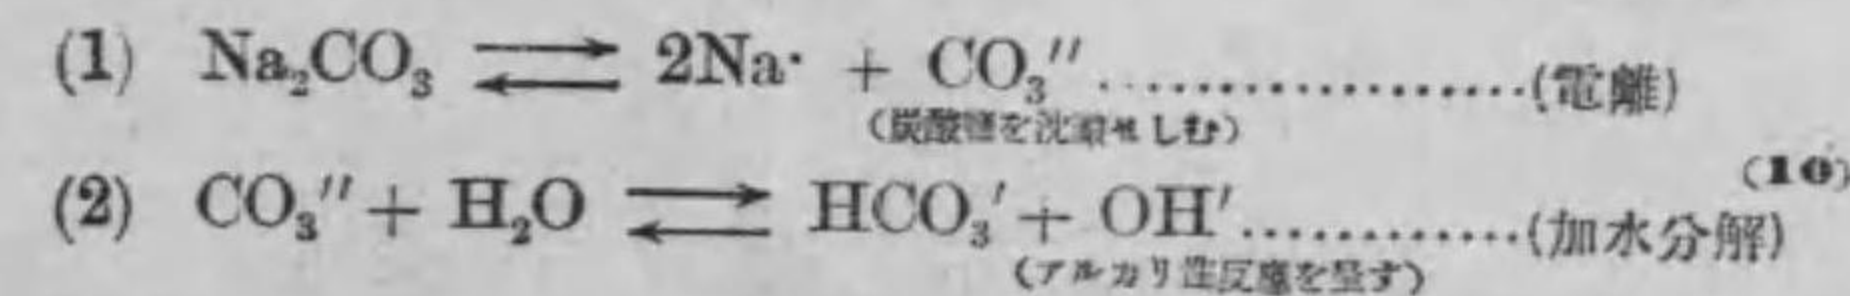 (1) Na₂CO₃ ⇄ 2Na· + CO₃″ ..................(電離)
(炭酸鹽を沈澱せしむ)
(10)
(2) CO₃″ + H₂O ⇄ HCO₃′ + OH′ .............(加水分解)
(アルカリ性反應を呈す)